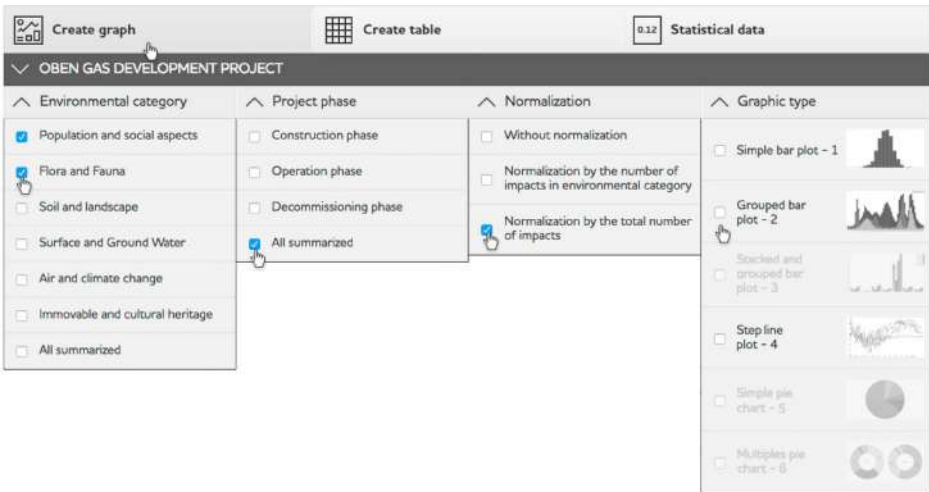 Create graph
Create table
0.12 Statistical data
OBEN GAS DEVELOPMENT PROJECT
Environmental category
Population and social aspects
Flora and Fauna
Soil and landscape
Surface and Ground Water
Air and climate change
Immovable and cultural heritage
All summarized
Project phase
Construction phase
Operation phase
Decommissioning phase
All summarized
Normalization
Without normalization
Normalization by the number of
impacts in environmental category
Normalization by the total number
of impacts
Graphic type
Simple bar plot - 1
Grouped bar
plot - 2
Stacked and
grouped bar
plot - 3
Step line
plot - 4
Simple pie
chart - 5
Multiples pie
chart - 6